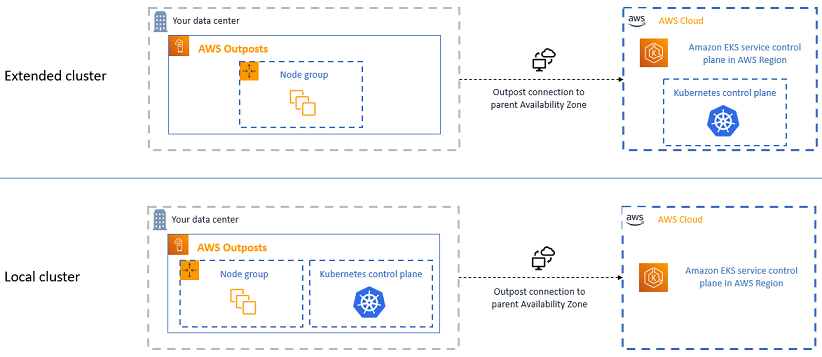 Your data center
AWS Outposts
Node group
Extended cluster
Outpost connection to
parent Availability Zone
aws
AWS Cloud
Amazon EKS service control
plane in AWS Region
Kubernetes control plane
Your data center
AWS Outposts
Node group
Kubernetes control plane
Local cluster
Outpost connection to
parent Availability Zone
aws
AWS Cloud
Amazon EKS service control
plane in AWS Region